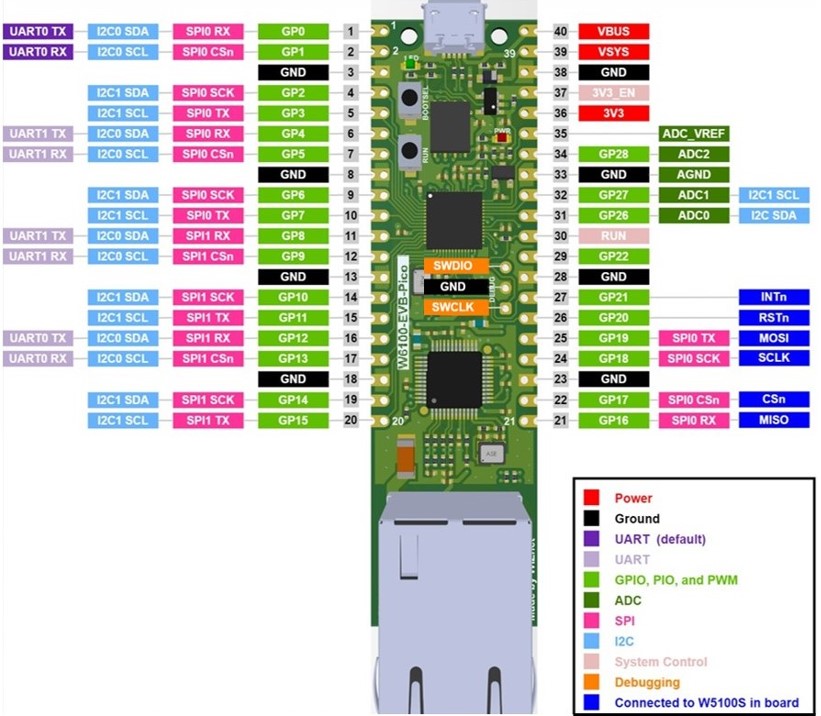 UART0 TX I2C0 SDA SPI0 RX GP0 1 1 40 VBUS
UART0 RX I2C0 SCL SPI0 CSn GP1 2 2 39 39 VSYS
GND 3 LED 38 GND
I2C1 SDA SPI0 SCK GP2 4 BOOTSEL 37 3V3_EN
I2C1 SCL SPI0 TX GP3 5 36 3V3
UART1 TX I2C0 SDA SPI0 RX GP4 6 PWR 35 ADC_VREF
UART1 RX I2C0 SCL SPI0 CSn GP5 7 RUN 34 GP28 ADC2
GND 8 33 GND AGND
I2C1 SDA SPI0 SCK GP6 9 32 GP27 ADC1 I2C1 SCL
I2C1 SCL SPI0 TX GP7 10 31 GP26 ADC0 I2C SDA
UART1 TX I2C0 SDA SPI1 RX GP8 11 30 RUN
UART1 RX I2C0 SCL SPI1 CSn GP9 12 SWDIO 29 GP22
GND 13 GND DEBUG 28 GND
I2C1 SDA SPI1 SCK GP10 14 SWCLK 27 GP21 INTn
I2C1 SCL SPI1 TX GP11 15 W6100-EVB-Pico 26 GP20 RSTn
UART0 TX I2C0 SDA SPI1 RX GP12 16 25 GP19 SPI0 TX MOSI
UART0 RX I2C0 SCL SPI1 CSn GP13 17 24 GP18 SPI0 SCK SCLK
GND 18 23 GND
I2C1 SDA SPI1 SCK GP14 19 22 GP17 SPI0 CSn CSn
I2C1 SCL SPI1 TX GP15 20 20 21 21 GP16 SPI0 RX MISO
Made by Wiznet
Power
Ground
UART (default)
UART
GPIO, PIO, and PWM
ADC
SPI
I2C
System Control
Debugging
Connected to W5100S in board